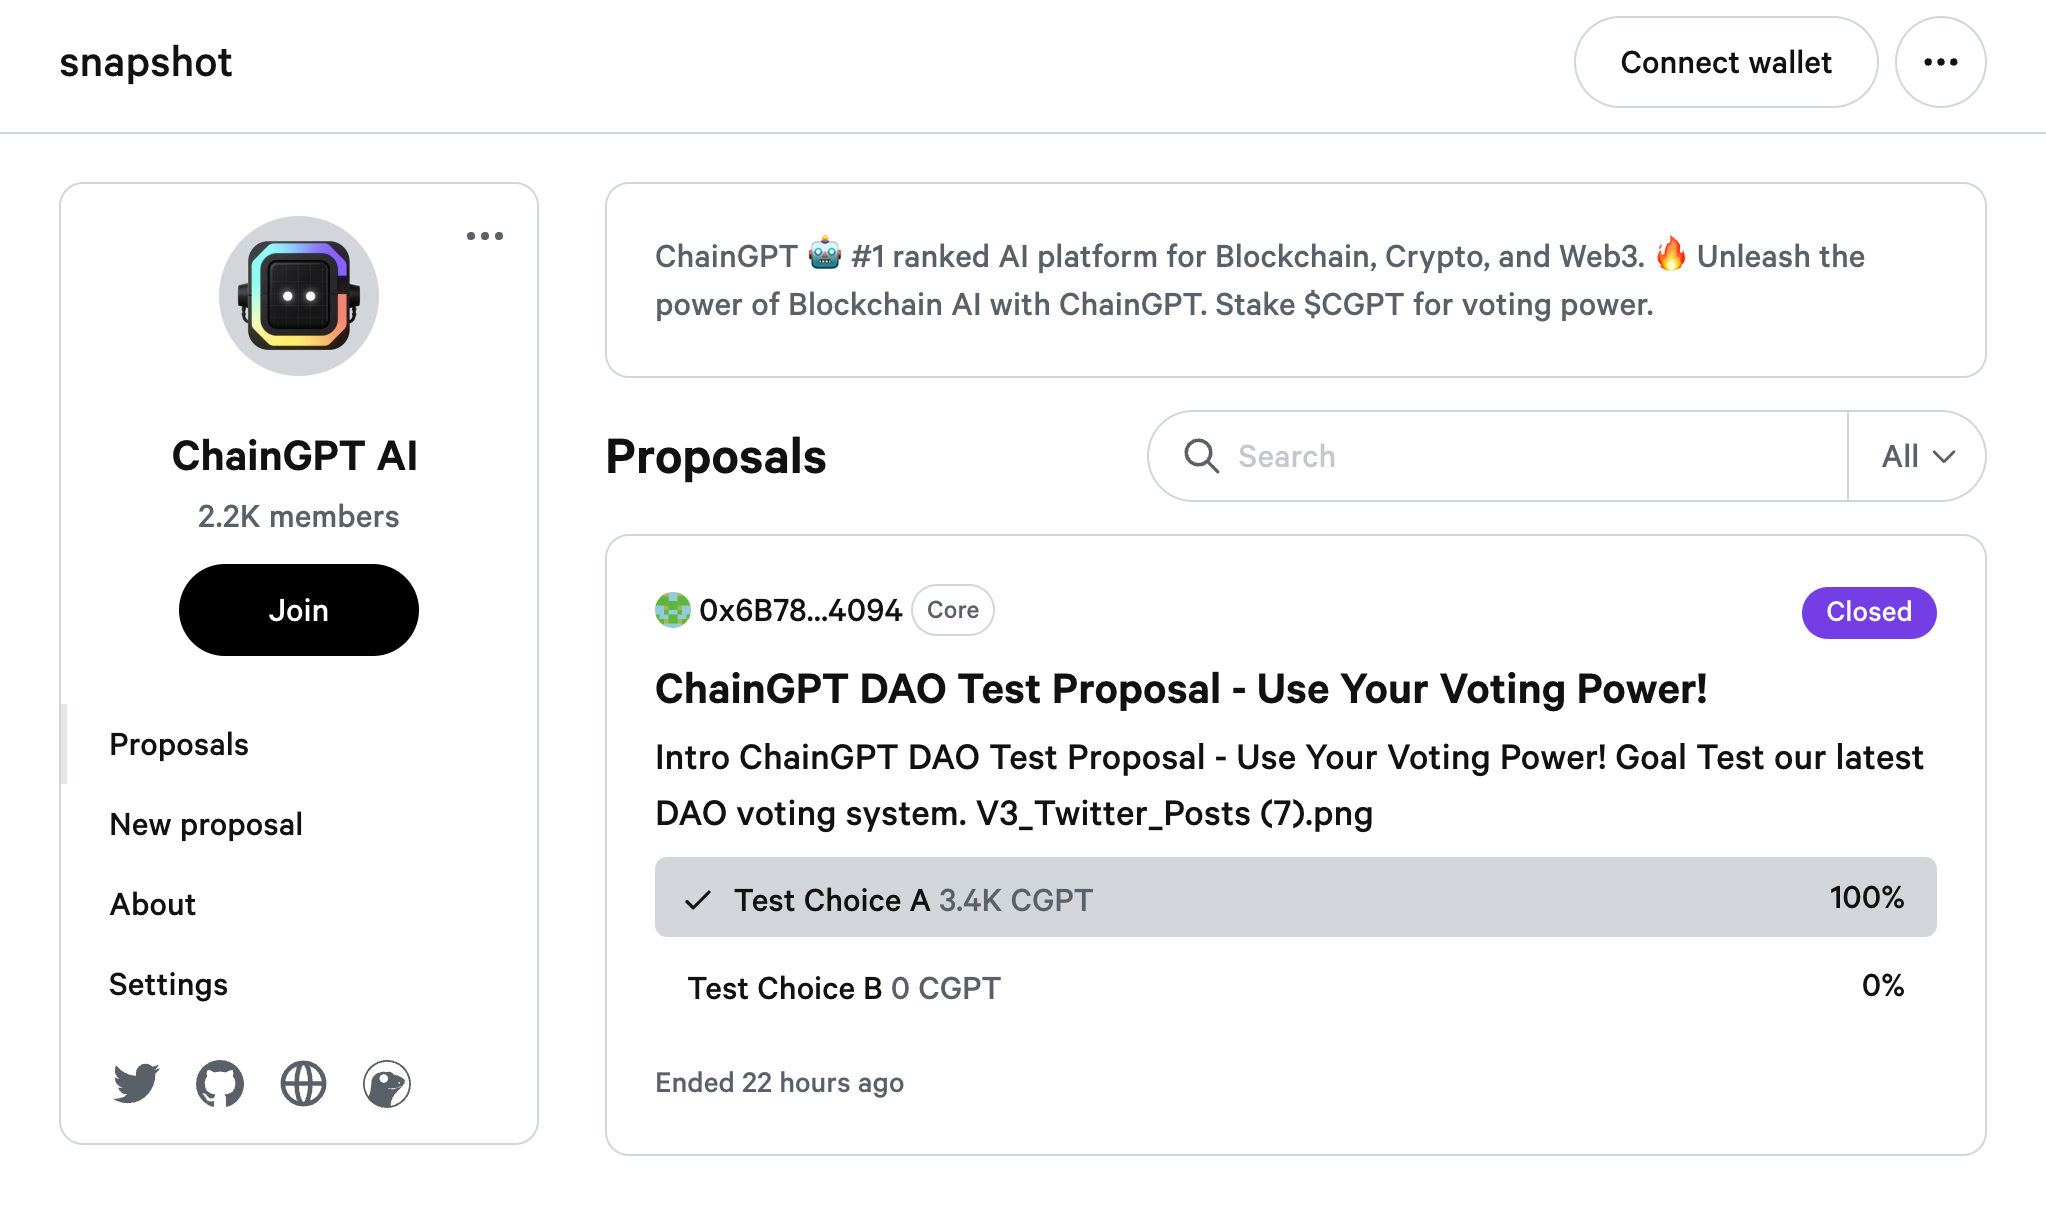 snapshot
Connect wallet
ChainGPT AI
2.2K members
Join
Proposals
New proposal
About
Settings
ChainGPT 🤖 #1 ranked AI platform for Blockchain, Crypto, and Web3. 🔥 Unleash the
power of Blockchain AI with ChainGPT. Stake $CGPT for voting power.
Proposals
Search
All
0x6B78...4094 Core
Closed
ChainGPT DAO Test Proposal - Use Your Voting Power!
Intro ChainGPT DAO Test Proposal - Use Your Voting Power! Goal Test our latest
DAO voting system. V3_Twitter_Posts (7).png
Test Choice A 3.4K CGPT 100%
Test Choice B 0 CGPT 0%
Ended 22 hours ago